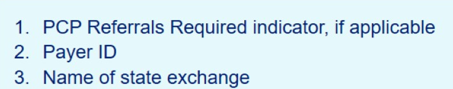 1. PCP Referrals Required indicator, if applicable
2. Payer ID
3. Name of state exchange